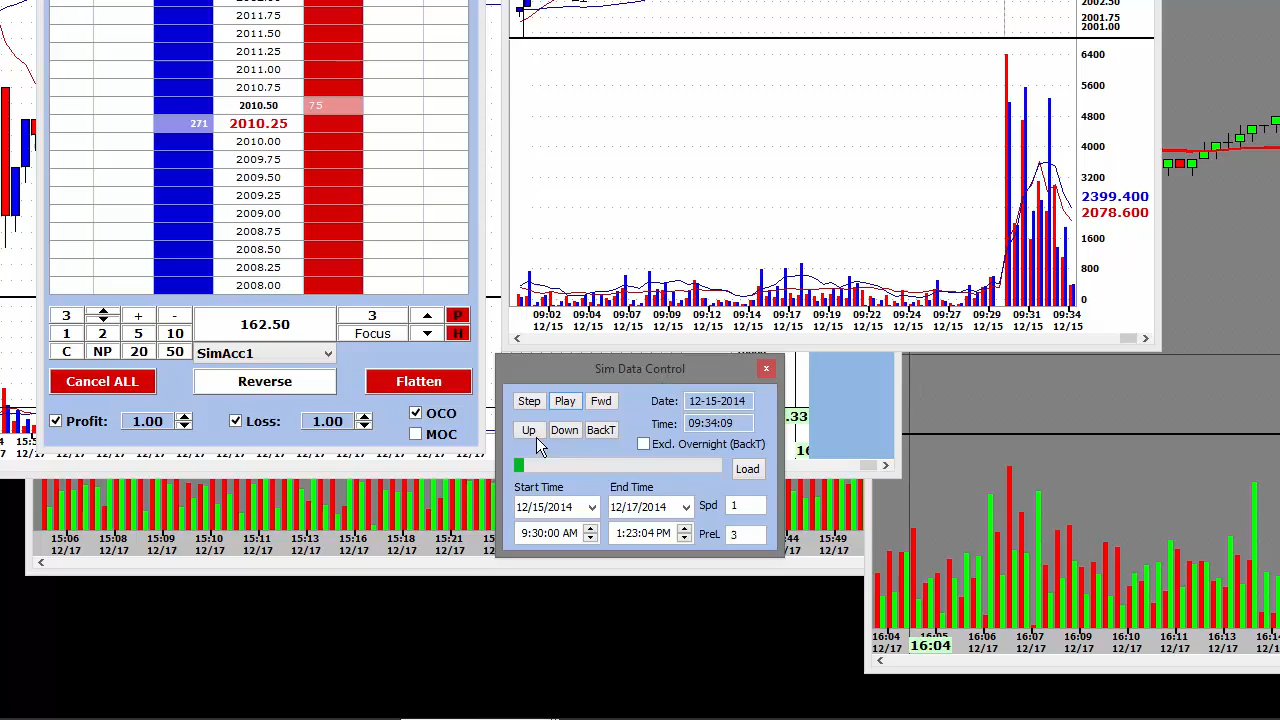 2011.75
2011.50
2011.25
2011.00
2010.75
2010.50 75
271 2010.25
2010.00
2009.75
2009.50
2009.25
2009.00
2008.75
2008.50
2008.25
2008.00
3 + - 162.50 3 P
1 2 5 10 Focus H
C NP 20 50 SimAcc1
Cancel ALL Reverse Flatten
Profit: 1.00 Loss: 1.00 OCO
MOC
2002.50
2001.75
2001.00
6400
5600
4800
4000
3200
2399.400
2078.600
1600
800
0
09:02 09:05 09:07 09:09 09:12 09:14 09:15 09:17 09:22 09:24 09:27 09:29 09:31 09:34
12/15 12/15 12/15 12/15 12/15 12/15 12/15 12/15 12/15 12/15 12/15 12/15 12/15 12/15
Sim Data Control
Step Play Fwd Date: 12-15-2014
Time: 09:34:09
Up Down BackT
Excl. Overnight (BackT)
Load
Start Time End Time
12/15/2014 12/17/2014 Spd 1
9:30:00 AM 1:23:04 PM PreL 3
.33
15:06 15:08 15:09 15:11 15:12 15:13 15:14 15:16 15:24 :44 15:49
12/17 12/17 12/17 12/17 12/17 12/17 12/17 12/17 12/17 12/17
16:04 16:06 16:07 16:09 16:10 16:11 16:13
12/17 12/17 12/17 12/17 12/17 12/17 12/17
16:04